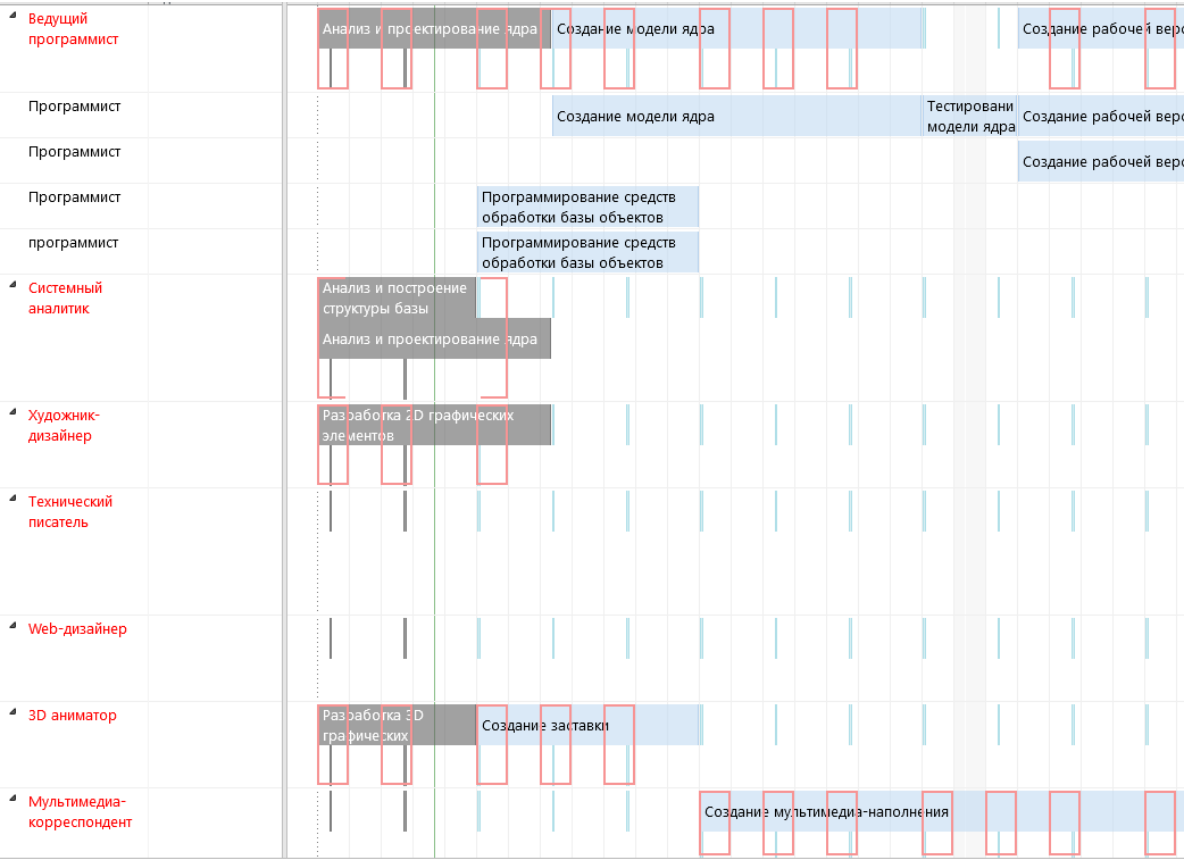 Ведущий
программист
Анализ и проектирование ядра
Создание модели ядра
Создание рабочей верс
Программист
Создание модели ядра
Тестировани
модели ядра
Создание рабочей верс
Программист
Создание рабочей верс
Программист
Программирование средств
обработки базы объектов
программист
Программирование средств
обработки базы объектов
Системный
аналитик
Анализ и построение
структуры базы
Анализ и проектирование ядра
Художник-
дизайнер
Разработка 2D графических
элементов
Технический
писатель
Web-дизайнер
3D аниматор
Разработка 3D
графических
Создание заставки
Мультимедиа-
корреспондент
Создание мультимедиа-наполнения